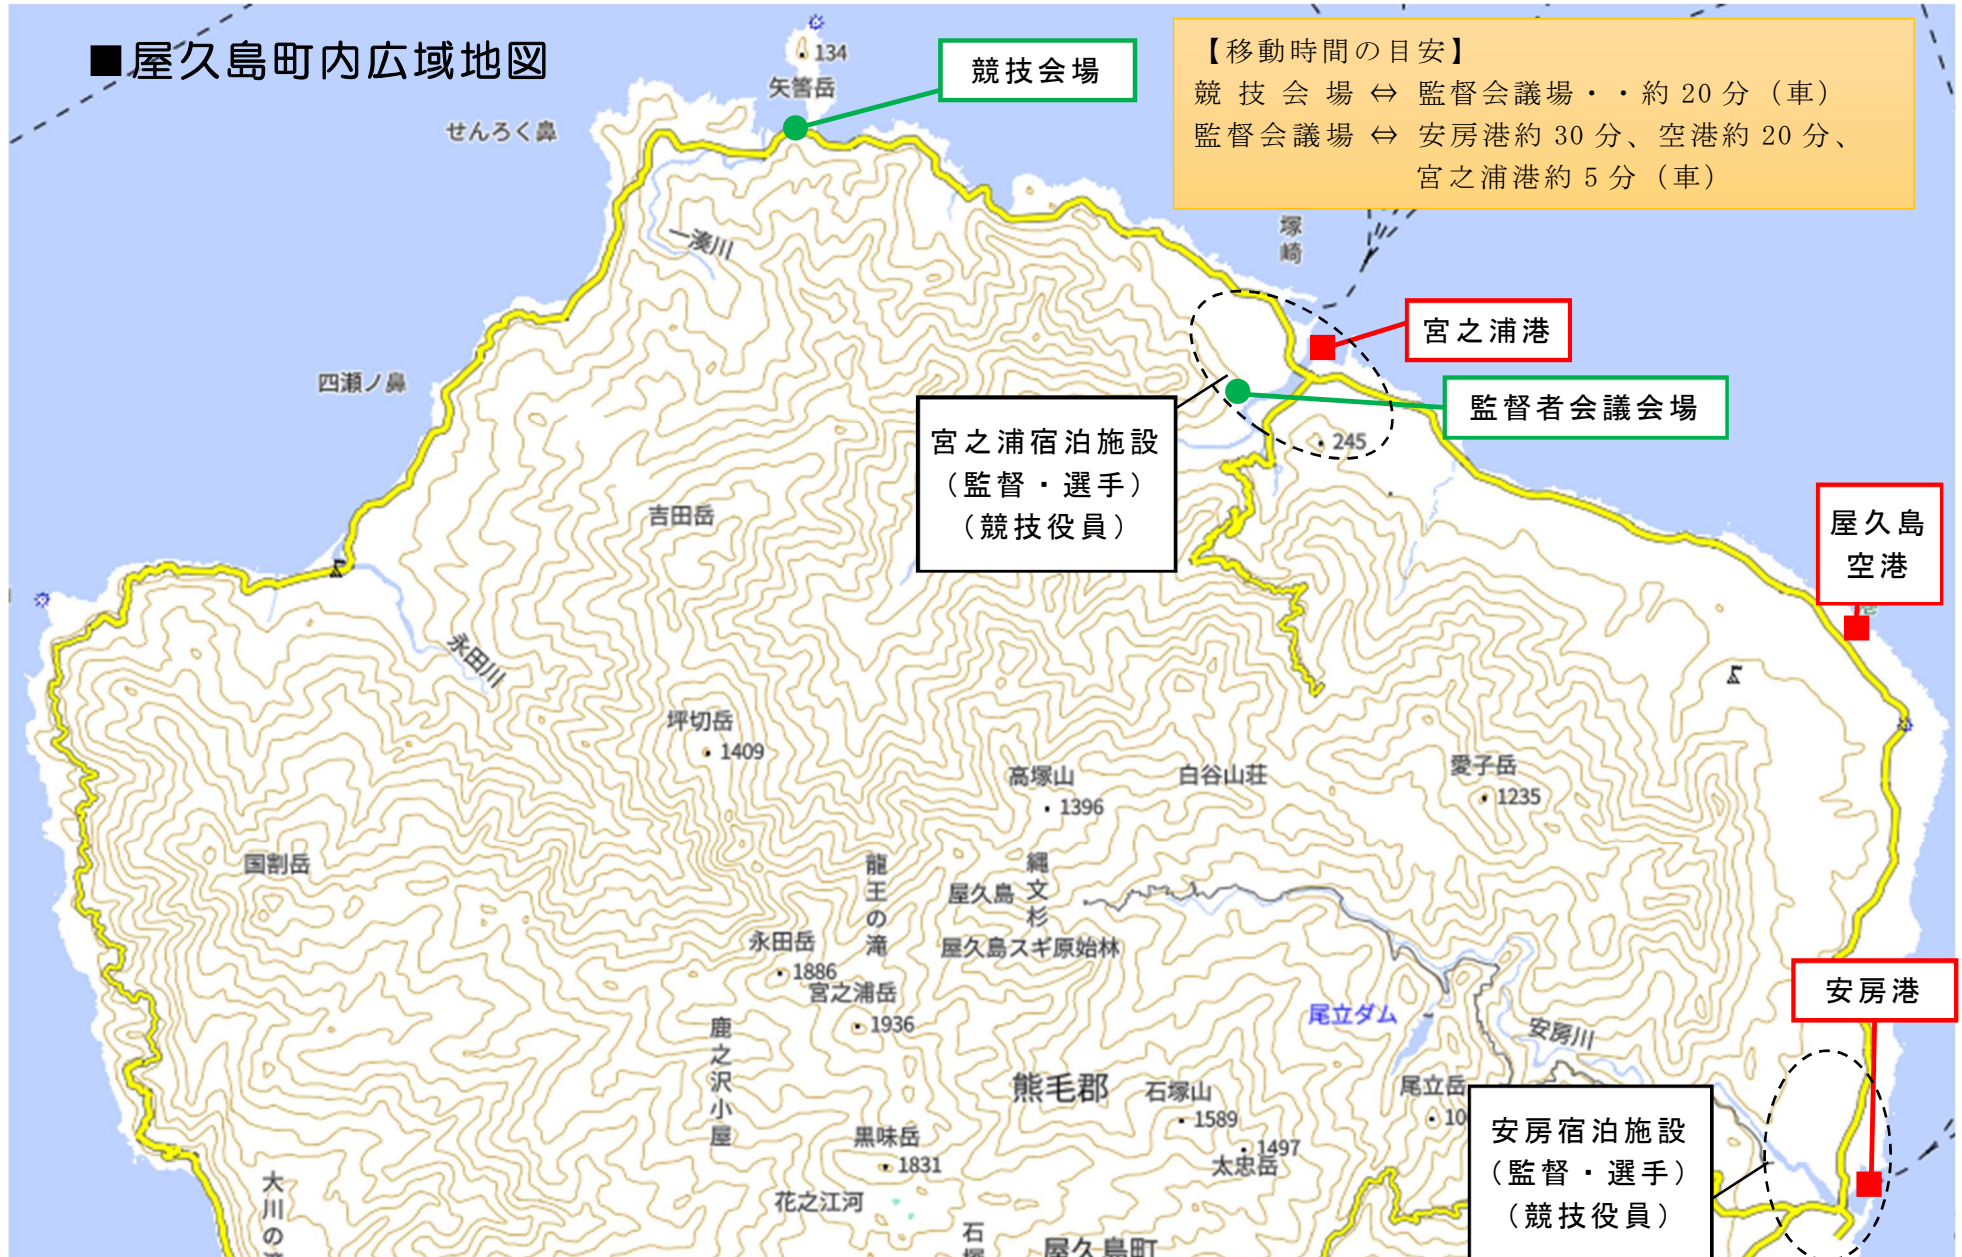 ■屋久島町内広域地図
134
矢筈岳
競技会場
【移動時間の目安】
競技会場 ⇔ 監督会議場・・約20分（車）
監督会議場 ⇔ 安房港約30分、空港約20分、
宮之浦港約5分（車）
せんろく鼻
一湊川
塚崎
宮之浦港
四瀬ノ鼻
監督者会議会場
宮之浦宿泊施設
（監督・選手）
（競技役員）
245
吉田岳
屋久島
空港
永田川
坪切岳
1409
高塚山
1396
白谷山荘
愛子岳
1235
国割岳
龍王の滝
屋久島
縄文杉
永田岳
1886
屋久島スギ原始林
宮之浦岳
1936
安房港
尾立ダム
安房川
鹿之沢小屋
熊毛郡
石塚山
1589
尾立岳
10
黒味岳
1831
1497
太忠岳
安房宿泊施設
（監督・選手）
（競技役員）
大川の
花之江河
石塚
屋久島町